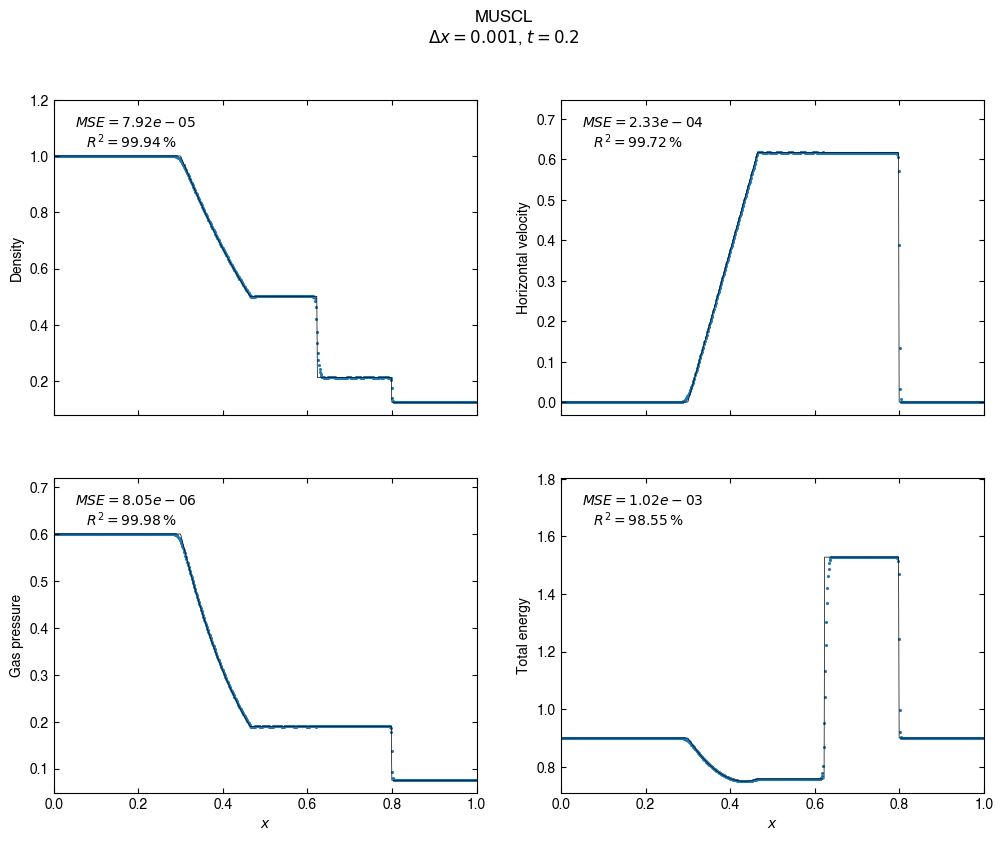 MUSCL
Δx = 0.001, t = 0.2
1.2
1.0
0.8
0.6
0.4
0.2
Density
MSE = 7.92e − 05
R² = 99.94 %
0.7
0.6
0.5
0.4
0.3
0.2
0.1
0.0
Horizontal velocity
MSE = 2.33e − 04
R² = 99.72 %
0.7
0.6
0.5
0.4
0.3
0.2
0.1
Gas pressure
MSE = 8.05e − 06
R² = 99.98 %
0.0 0.2 0.4 0.6 0.8 1.0
x
1.8
1.6
1.4
1.2
1.0
0.8
Total energy
MSE = 1.02e − 03
R² = 98.55 %
0.0 0.2 0.4 0.6 0.8 1.0
x